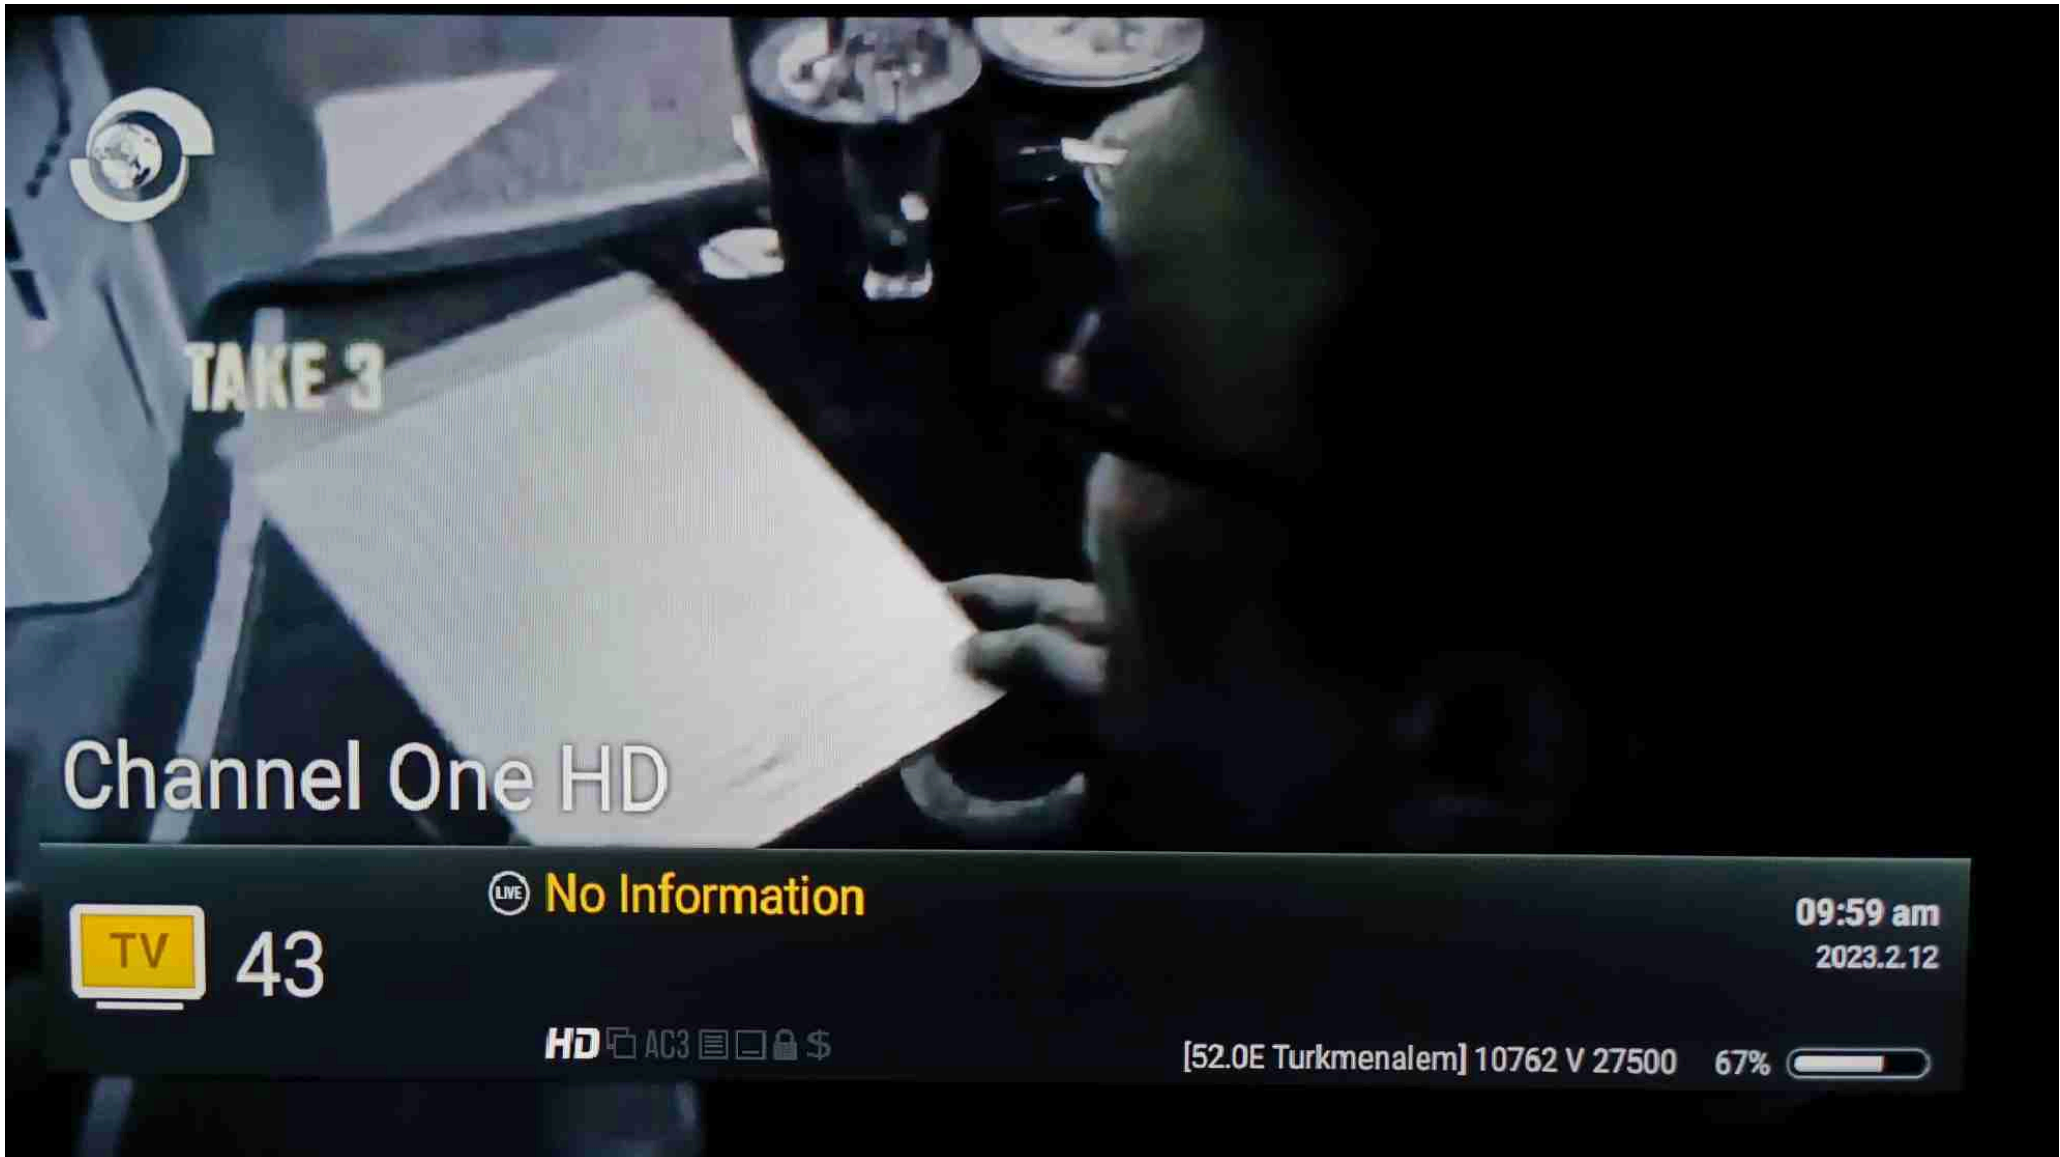 TAKE 3
Channel One HD
LIVE No Information
TV 43
09:59 am
2023.2.12
HD AC3 $
[52.0E Turkmenalem] 10762 V 27500 67%